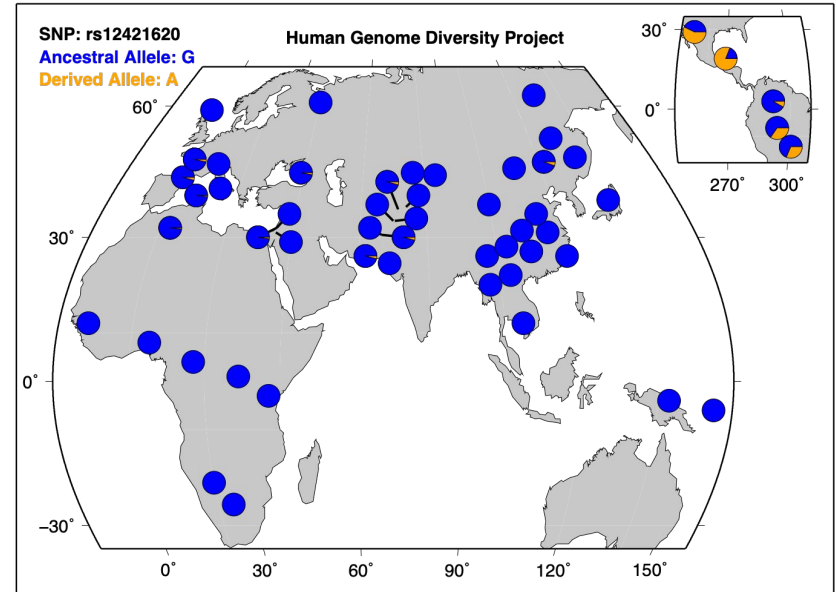 SNP: rs12421620
Ancestral Allele: G
Derived Allele: A
Human Genome Diversity Project
30˚
0˚
270˚ 300˚
60˚
30˚
0˚
−30˚
0˚ 30˚ 60˚ 90˚ 120˚ 150˚